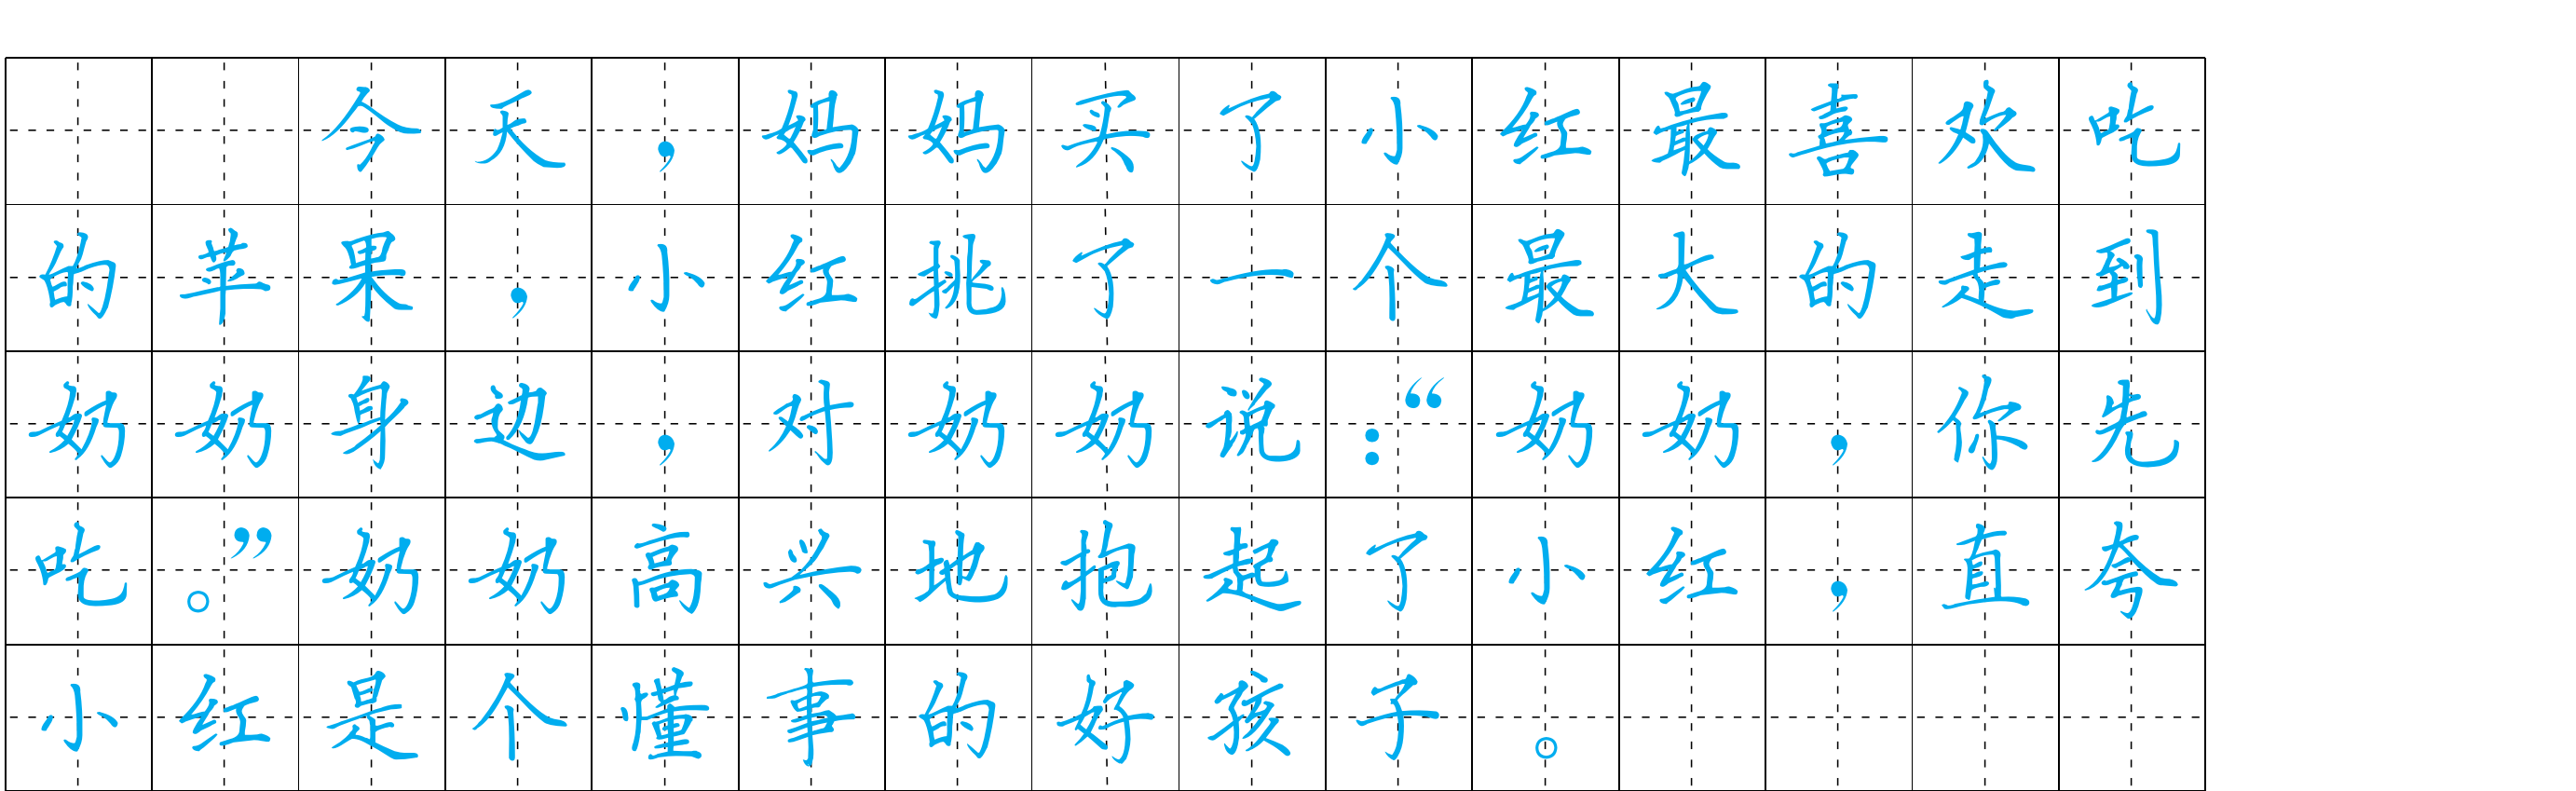 今天，妈妈买了小红最喜欢吃
的苹果，小红挑了一个最大的走到
奶奶身边，对奶奶说：“奶奶，你先
吃。”奶奶高兴地抱起了小红，直夸
小红是个懂事的好孩子。